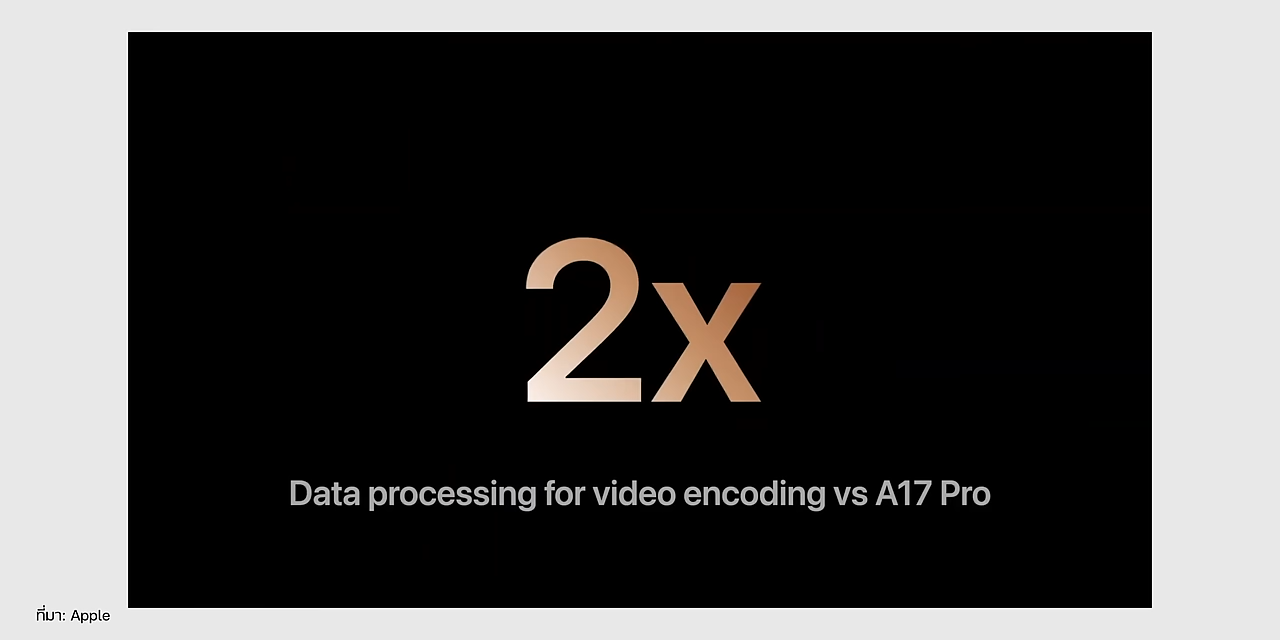 2x
Data processing for video encoding vs A17 Pro
ที่มา: Apple